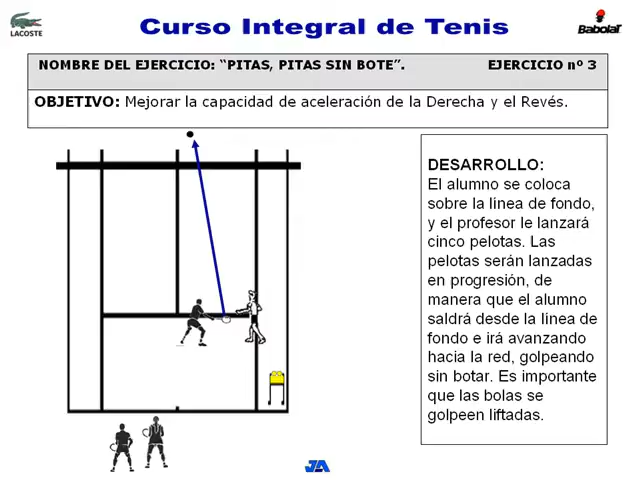 LACOSTE
Curso Integral de Tenis
BaboLaT
NOMBRE DEL EJERCICIO: “PITAS, PITAS SIN BOTE”. EJERCICIO nº 3
OBJETIVO: Mejorar la capacidad de aceleración de la Derecha y el Revés.
DESARROLLO:
El alumno se coloca
sobre la línea de fondo,
y el profesor le lanzará
cinco pelotas. Las
pelotas serán lanzadas
en progresión, de
manera que el alumno
saldrá desde la línea de
fondo e irá avanzando
hacia la red, golpeando
sin botar. Es importante
que las bolas se
golpeen liftadas.
JA